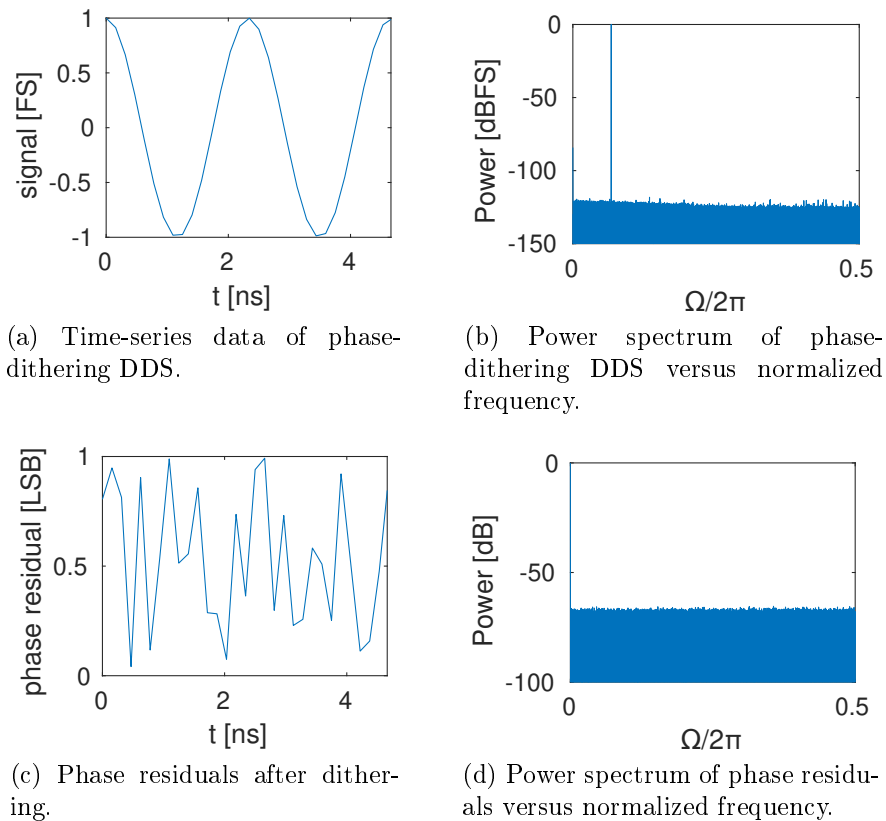 1
0.5
0
-0.5
-1
signal [FS]
0 2 4
t [ns]
(a) Time-series data of phase-
dithering DDS.
0
-50
-100
-150
Power [dBFS]
0 0.5
Ω/2π
(b) Power spectrum of phase-
dithering DDS versus normalized
frequency.
1
0.5
0
phase residual [LSB]
0 2 4
t [ns]
(c) Phase residuals after dither-
ing.
0
-50
-100
Power [dB]
0 0.5
Ω/2π
(d) Power spectrum of phase residu-
als versus normalized frequency.